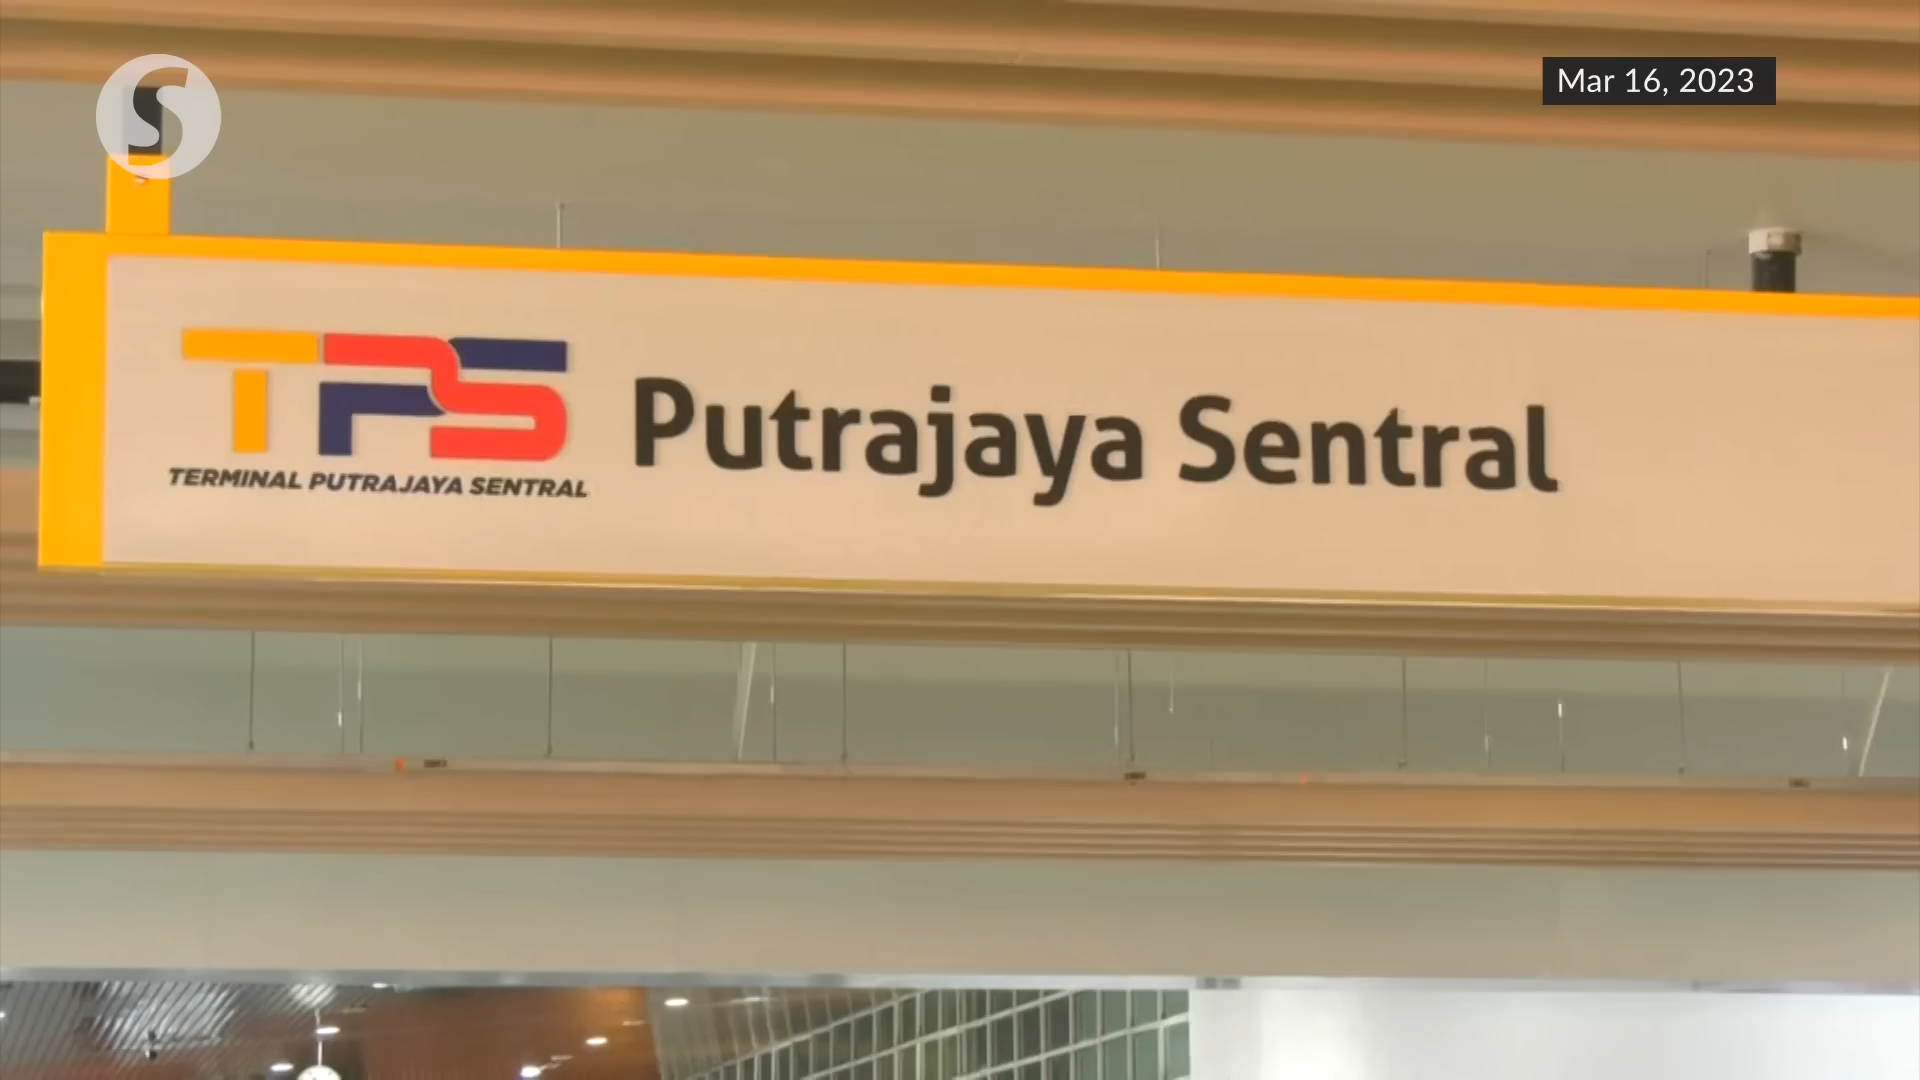 S
Mar 16, 2023
TPS
TERMINAL PUTRAJAYA SENTRAL
Putrajaya Sentral